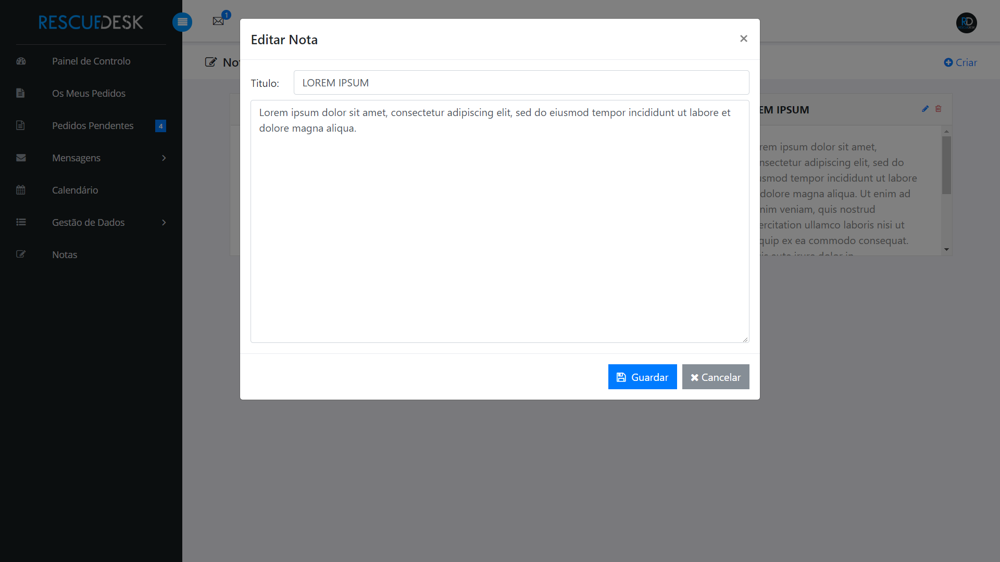 RESCUEDESK
1
RD
Painel de Controlo
Os Meus Pedidos
Pedidos Pendentes 4
Mensagens
Calendário
Gestão de Dados
Notas
Criar
Editar Nota
×
Titulo: LOREM IPSUM
Lorem ipsum dolor sit amet, consectetur adipiscing elit, sed do eiusmod tempor incididunt ut labore et
dolore magna aliqua.
Guardar
Cancelar
EM IPSUM
rem ipsum dolor sit amet,
nsectetur adipiscing elit, sed do
usmod tempor incididunt ut labore
dolore magna aliqua. Ut enim ad
nim veniam, quis nostrud
ercitation ullamco laboris nisi ut
quip ex ea commodo consequat.